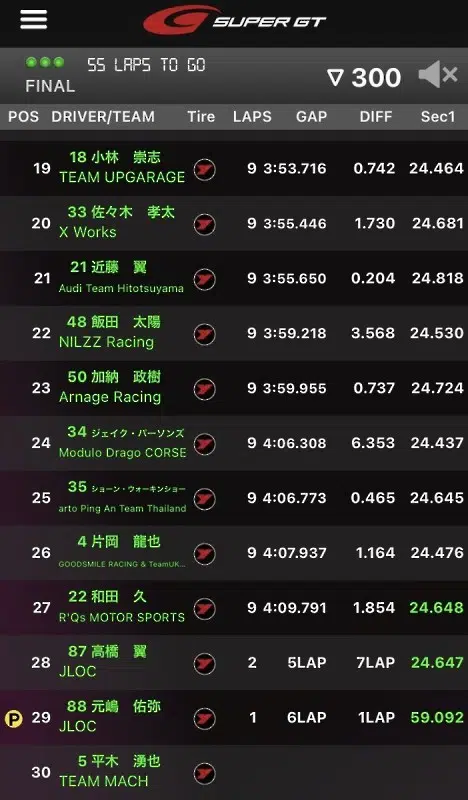 SUPER GT
55 LAPS TO GO
FINAL
▽ 300
POS DRIVER/TEAM Tire LAPS GAP DIFF Sec1
19 18 小林 崇志 9 3:53.716 0.742 24.464
TEAM UPGARAGE
20 33 佐々木 孝太 9 3:55.446 1.730 24.681
X Works
21 21 近藤 翼 9 3:55.650 0.204 24.818
Audi Team Hitotsuyama
22 48 飯田 太陽 9 3:59.218 3.568 24.530
NILZZ Racing
23 50 加納 政樹 9 3:59.955 0.737 24.724
Arnage Racing
24 34 ジェイク・パーソンズ 9 4:06.308 6.353 24.437
Modulo Drago CORSE
25 35 ショーン・ウォーキンショー 9 4:06.773 0.465 24.645
arto Ping An Team Thailand
26 4 片岡 龍也 9 4:07.937 1.164 24.476
GOODSMILE RACING & TeamUK...
27 22 和田 久 9 4:09.791 1.854 24.648
R'Qs MOTOR SPORTS
28 87 高橋 翼 2 5LAP 7LAP 24.647
JLOC
P 29 88 元嶋 佑弥 1 6LAP 1LAP 59.092
JLOC
30 5 平木 湧也
TEAM MACH